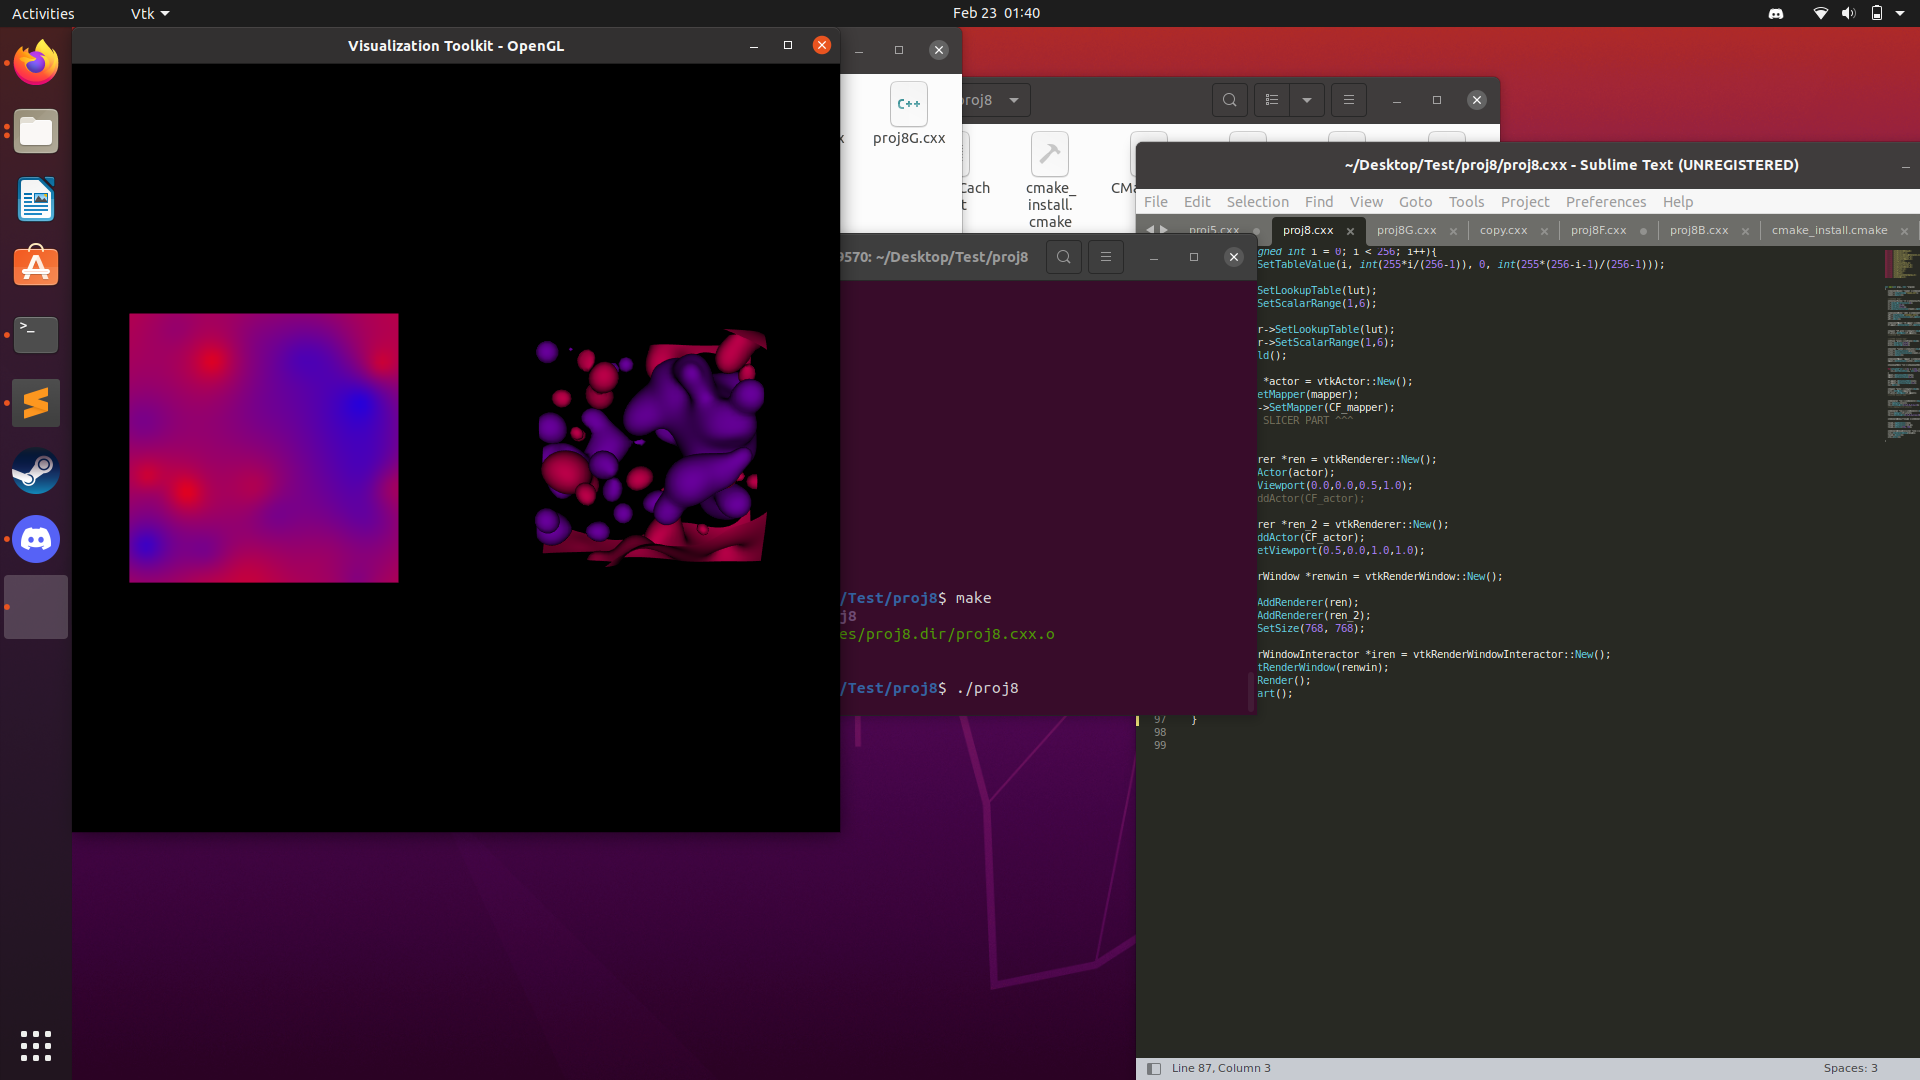 Activities
Vtk
Feb 23 01:40
Visualization Toolkit - OpenGL
C++
proj8G.cxx
proj8
cmake_
install.
cmake
~/Desktop/Test/proj8/proj8.cxx - Sublime Text (UNREGISTERED)
File Edit Selection Find View Goto Tools Project Preferences Help
proj5.cxx proj8.cxx proj8G.cxx copy.cxx proj8F.cxx proj8B.cxx cmake_install.cmake
9570: ~/Desktop/Test/proj8
/Test/proj8$ make
j8
es/proj8.dir/proj8.cxx.o
/Test/proj8$ ./proj8
gned int i = 0; i < 256; i++){
SetTableValue(i, int(255*i/(256-1)), 0, int(255*(256-i-1)/(256-1)));
SetLookupTable(lut);
SetScalarRange(1,6);
r->SetLookupTable(lut);
r->SetScalarRange(1,6);
ld();
*actor = vtkActor::New();
etMapper(mapper);
->SetMapper(CF_mapper);
SLICER PART ^^^
rer *ren = vtkRenderer::New();
Actor(actor);
Viewport(0.0,0.0,0.5,1.0);
ddActor(CF_actor);
rer *ren_2 = vtkRenderer::New();
ddActor(CF_actor);
etViewport(0.5,0.0,1.0,1.0);
rWindow *renwin = vtkRenderWindow::New();
AddRenderer(ren);
AddRenderer(ren_2);
SetSize(768, 768);
rWindowInteractor *iren = vtkRenderWindowInteractor::New();
tRenderWindow(renwin);
Render();
art();
97 }
98
99
Line 87, Column 3
Spaces: 3